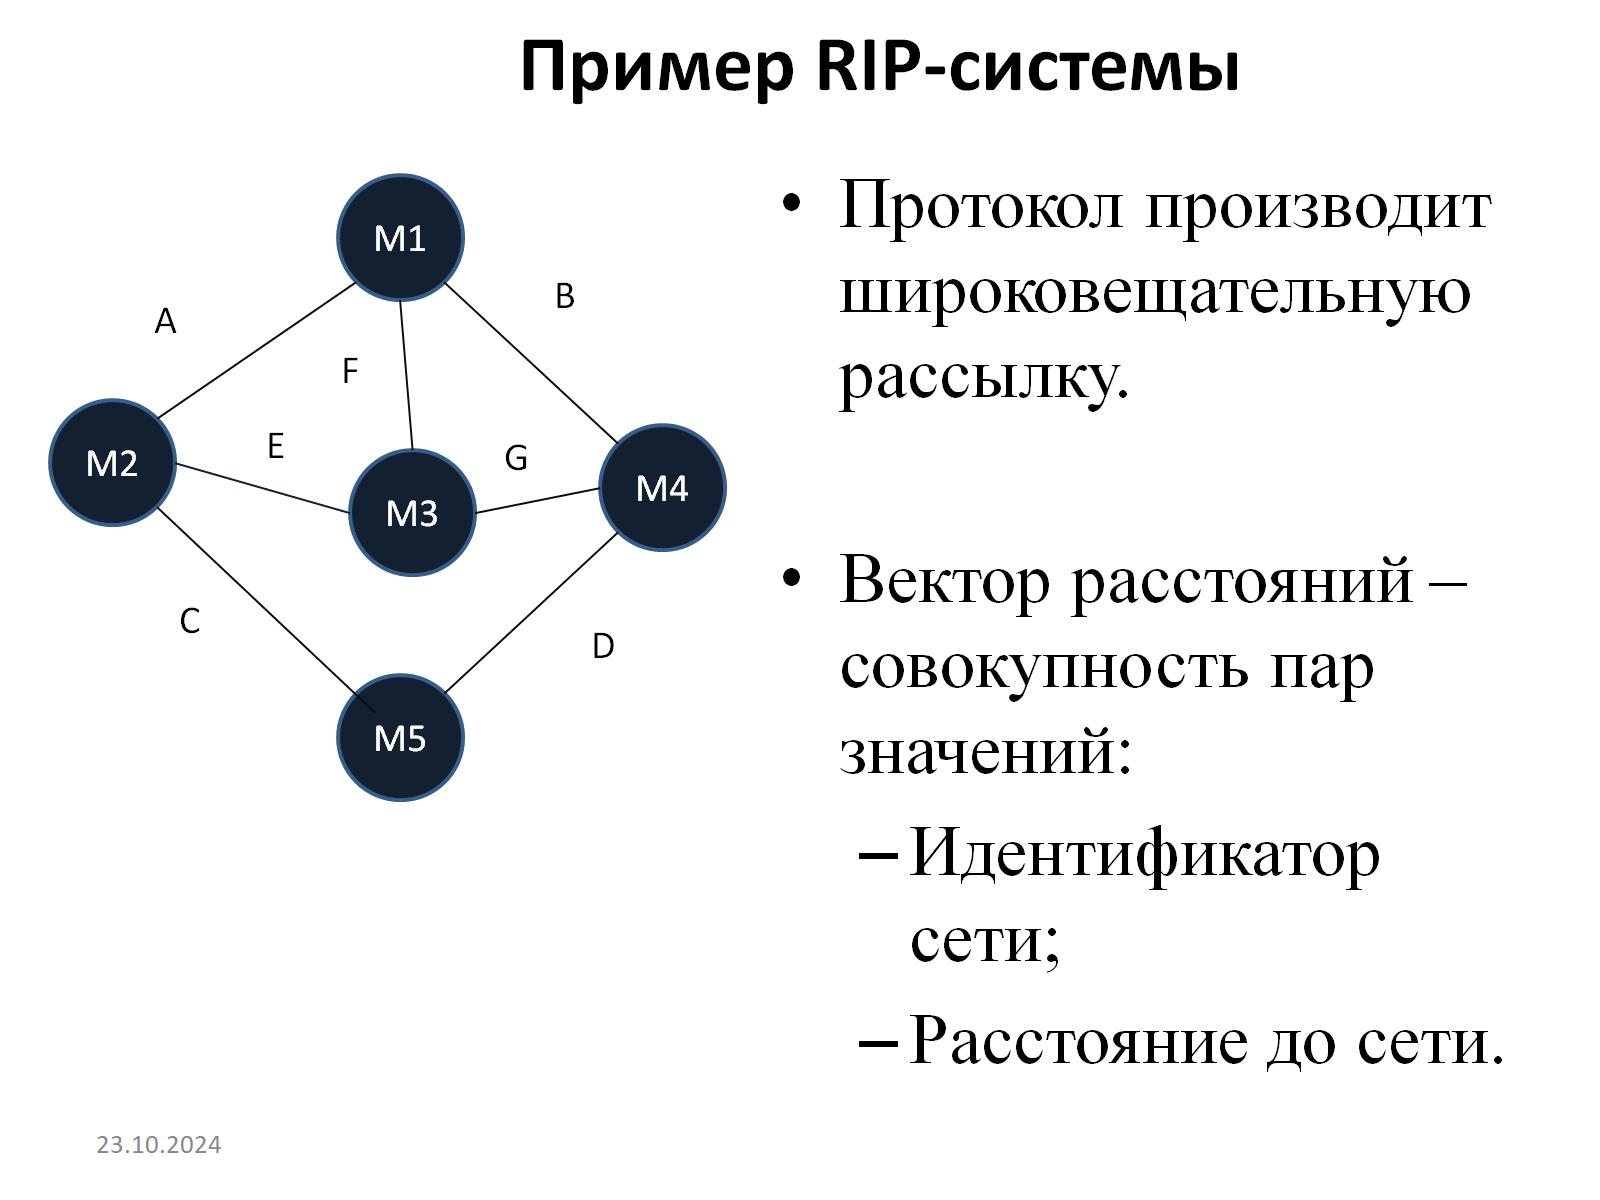 Пример RIP-системы
M1
A
B
F
M2
E
G
M3
M4
C
D
M5
• Протокол производит
широковещательную
рассылку.
• Вектор расстояний –
совокупность пар
значений:
– Идентификатор
сети;
– Расстояние до сети.
23.10.2024